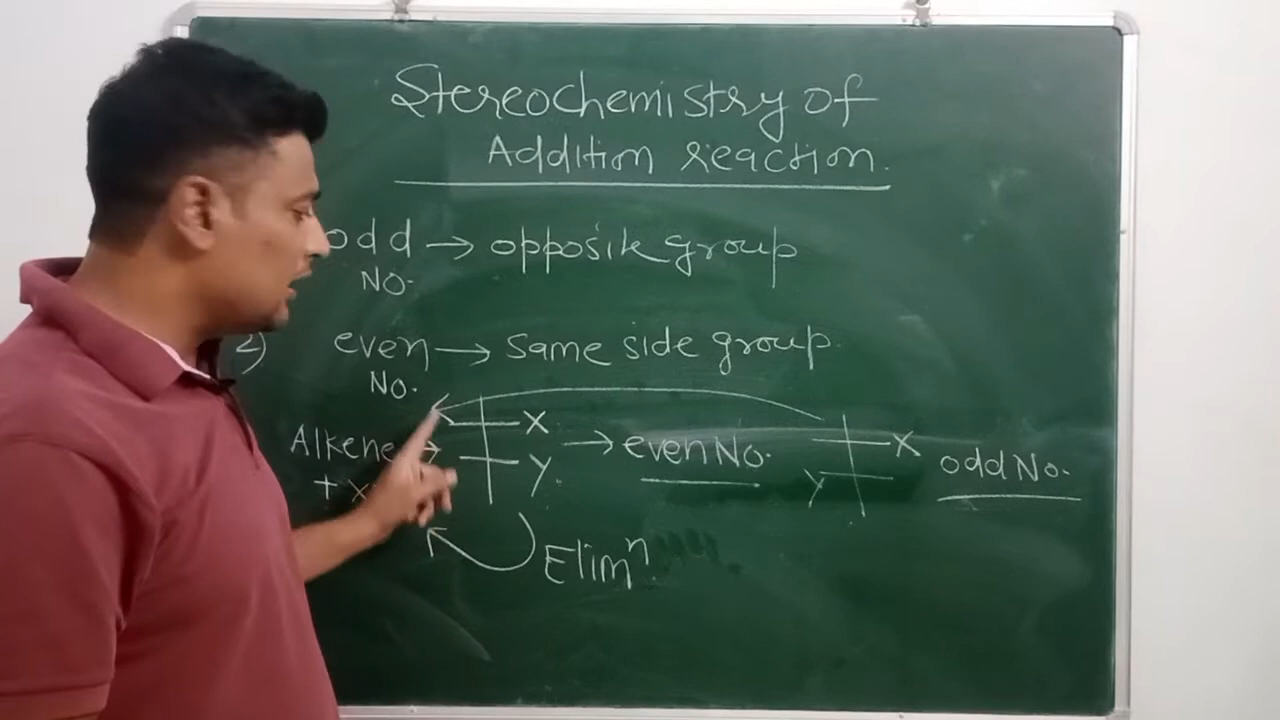 Stereochemistry of
Addition reaction.
odd → opposite group
NO.
2) even → same side group.
No.
Alkene → X → even No. X odd No.
+ X Y Y
Elimⁿ.